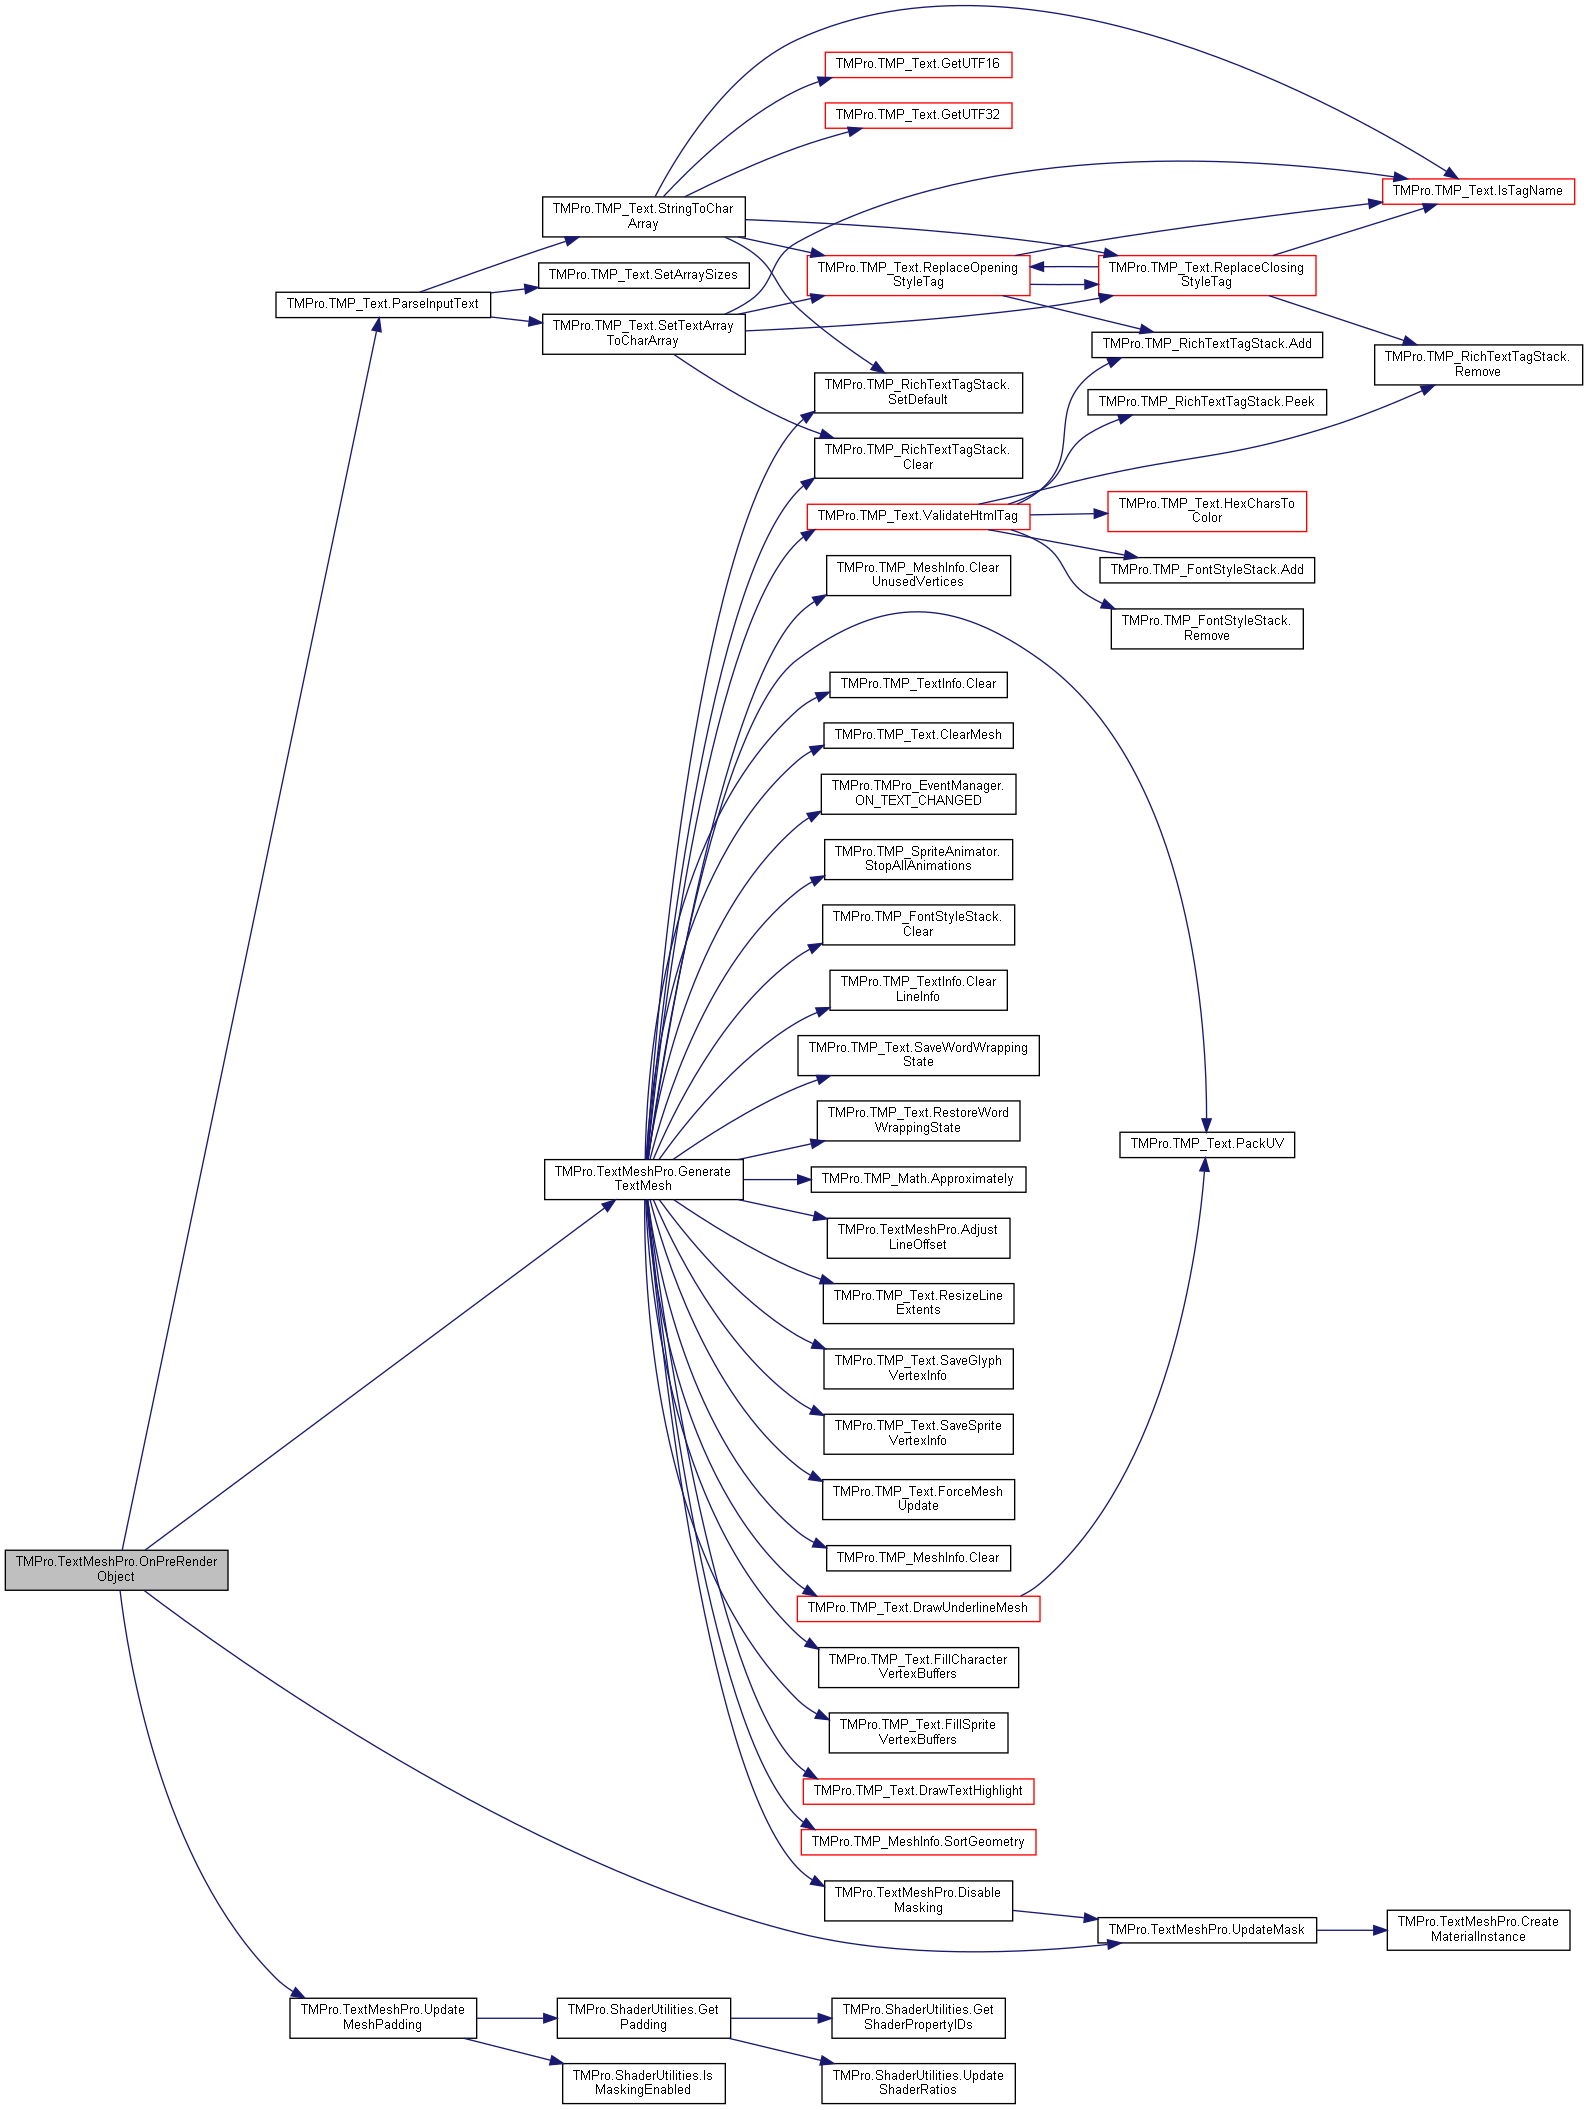 TMPro.TMP_Text.GetUTF16
TMPro.TMP_Text.GetUTF32
TMPro.TMP_Text.IsTagName
TMPro.TMP_Text.StringToChar
Array
TMPro.TMP_Text.SetArraySizes
TMPro.TMP_Text.ReplaceOpening
StyleTag
TMPro.TMP_Text.ReplaceClosing
StyleTag
TMPro.TMP_Text.ParseInputText
TMPro.TMP_Text.SetTextArray
ToCharArray
TMPro.TMP_RichTextTagStack.Add
TMPro.TMP_RichTextTagStack.
Remove
TMPro.TMP_RichTextTagStack.
SetDefault
TMPro.TMP_RichTextTagStack.Peek
TMPro.TMP_RichTextTagStack.
Clear
TMPro.TMP_Text.ValidateHtmlTag
TMPro.TMP_Text.HexCharsTo
Color
TMPro.TMP_MeshInfo.Clear
UnusedVertices
TMPro.TMP_FontStyleStack.Add
TMPro.TMP_FontStyleStack.
Remove
TMPro.TMP_TextInfo.Clear
TMPro.TMP_Text.ClearMesh
TMPro.TMPro_EventManager.
ON_TEXT_CHANGED
TMPro.TMP_SpriteAnimator.
StopAllAnimations
TMPro.TMP_FontStyleStack.
Clear
TMPro.TMP_TextInfo.Clear
LineInfo
TMPro.TMP_Text.SaveWordWrapping
State
TMPro.TMP_Text.RestoreWord
WrappingState
TMPro.TMP_Text.PackUV
TMPro.TextMeshPro.Generate
TextMesh
TMPro.TMP_Math.Approximately
TMPro.TextMeshPro.Adjust
LineOffset
TMPro.TMP_Text.ResizeLine
Extents
TMPro.TMP_Text.SaveGlyph
VertexInfo
TMPro.TMP_Text.SaveSprite
VertexInfo
TMPro.TMP_Text.ForceMesh
Update
TMPro.TMP_MeshInfo.Clear
TMPro.TextMeshPro.OnPreRender
Object
TMPro.TMP_Text.DrawUnderlineMesh
TMPro.TMP_Text.FillCharacter
VertexBuffers
TMPro.TMP_Text.FillSprite
VertexBuffers
TMPro.TMP_Text.DrawTextHighlight
TMPro.TMP_MeshInfo.SortGeometry
TMPro.TextMeshPro.Disable
Masking
TMPro.TextMeshPro.UpdateMask
TMPro.TextMeshPro.Create
MaterialInstance
TMPro.TextMeshPro.Update
MeshPadding
TMPro.ShaderUtilities.Get
Padding
TMPro.ShaderUtilities.Get
ShaderPropertyIDs
TMPro.ShaderUtilities.Is
MaskingEnabled
TMPro.ShaderUtilities.Update
ShaderRatios